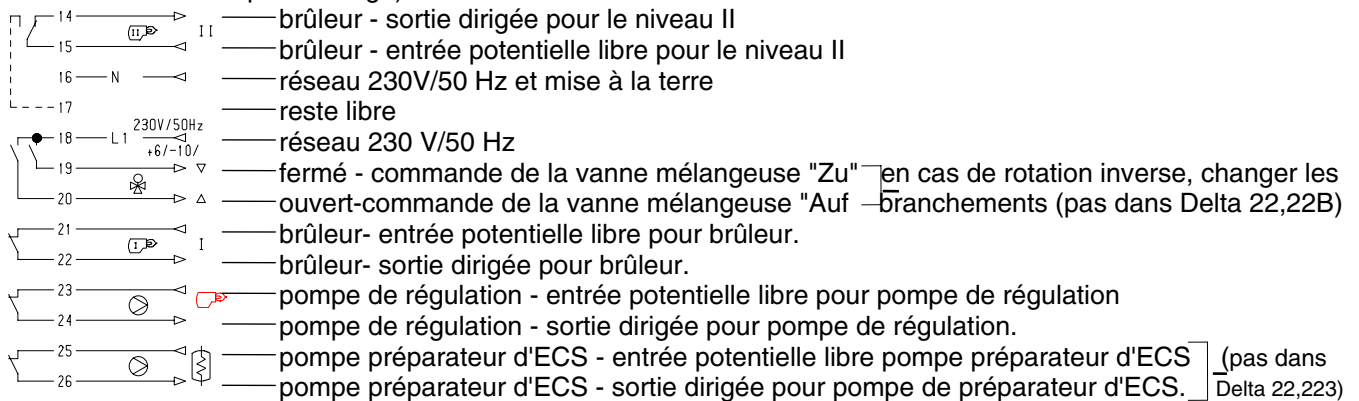 14 II II brûleur - sortie dirigée pour le niveau II
15 brûleur - entrée potentielle libre pour le niveau II
16 N réseau 230V/50 Hz et mise à la terre
17 reste libre
230V/50Hz
18 L1 réseau 230 V/50 Hz
+6/-10/
19 fermé - commande de la vanne mélangeuse "Zu" en cas de rotation inverse, changer les
20 ouvert-commande de la vanne mélangeuse "Auf branchements (pas dans Delta 22,22B)
21 I I brûleur- entrée potentielle libre pour brûleur.
22 brûleur- sortie dirigée pour brûleur.
23 pompe de régulation - entrée potentielle libre pour pompe de régulation
24 pompe de régulation - sortie dirigée pour pompe de régulation.
25 pompe préparateur d'ECS - entrée potentielle libre pompe préparateur d'ECS (pas dans
26 pompe préparateur d'ECS - sortie dirigée pour pompe de préparateur d'ECS. Delta 22,223)